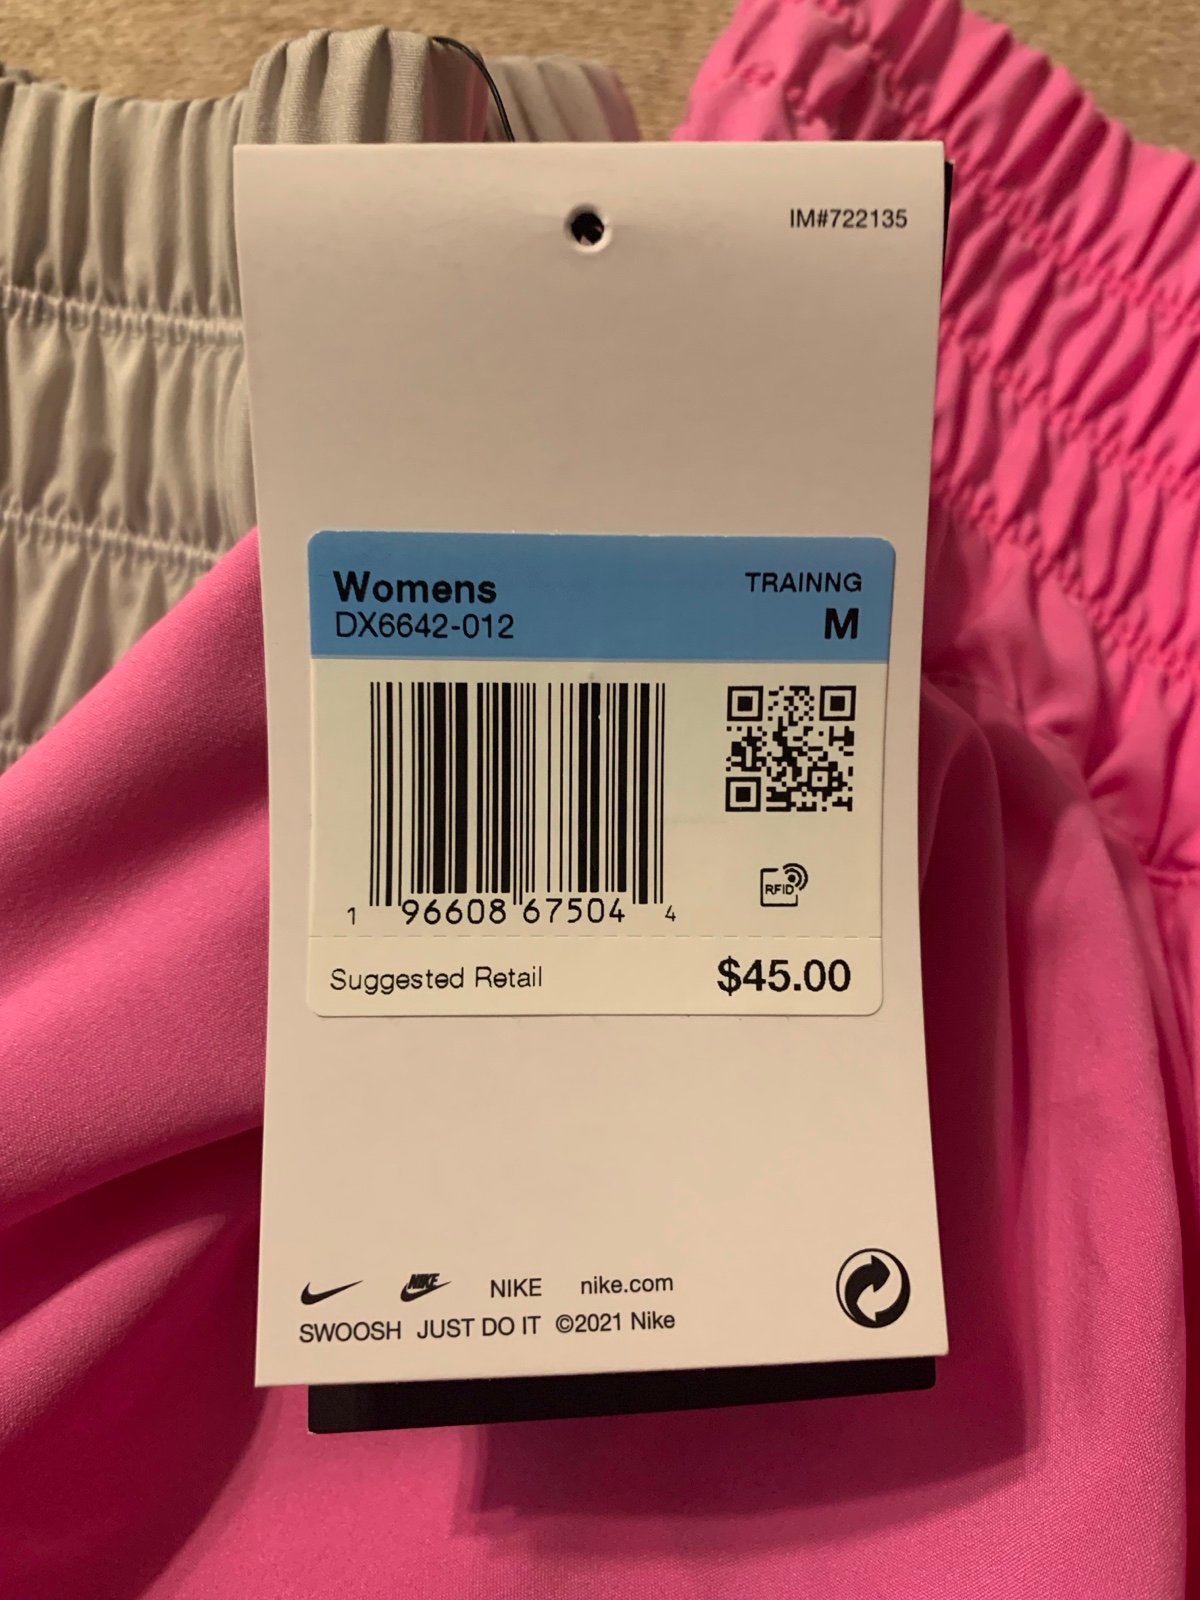 IM#722135
Womens TRAINNG
DX6642-012 M
RFID
1 96608 67504 4
Suggested Retail $45.00
NIKE NIKE nike.com
SWOOSH JUST DO IT ©2021 Nike